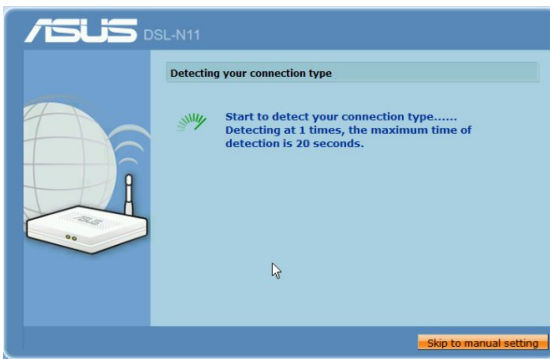 ASUS DSL-N11
Detecting your connection type
Start to detect your connection type......
Detecting at 1 times, the maximum time of
detection is 20 seconds.
ASUS
Skip to manual setting